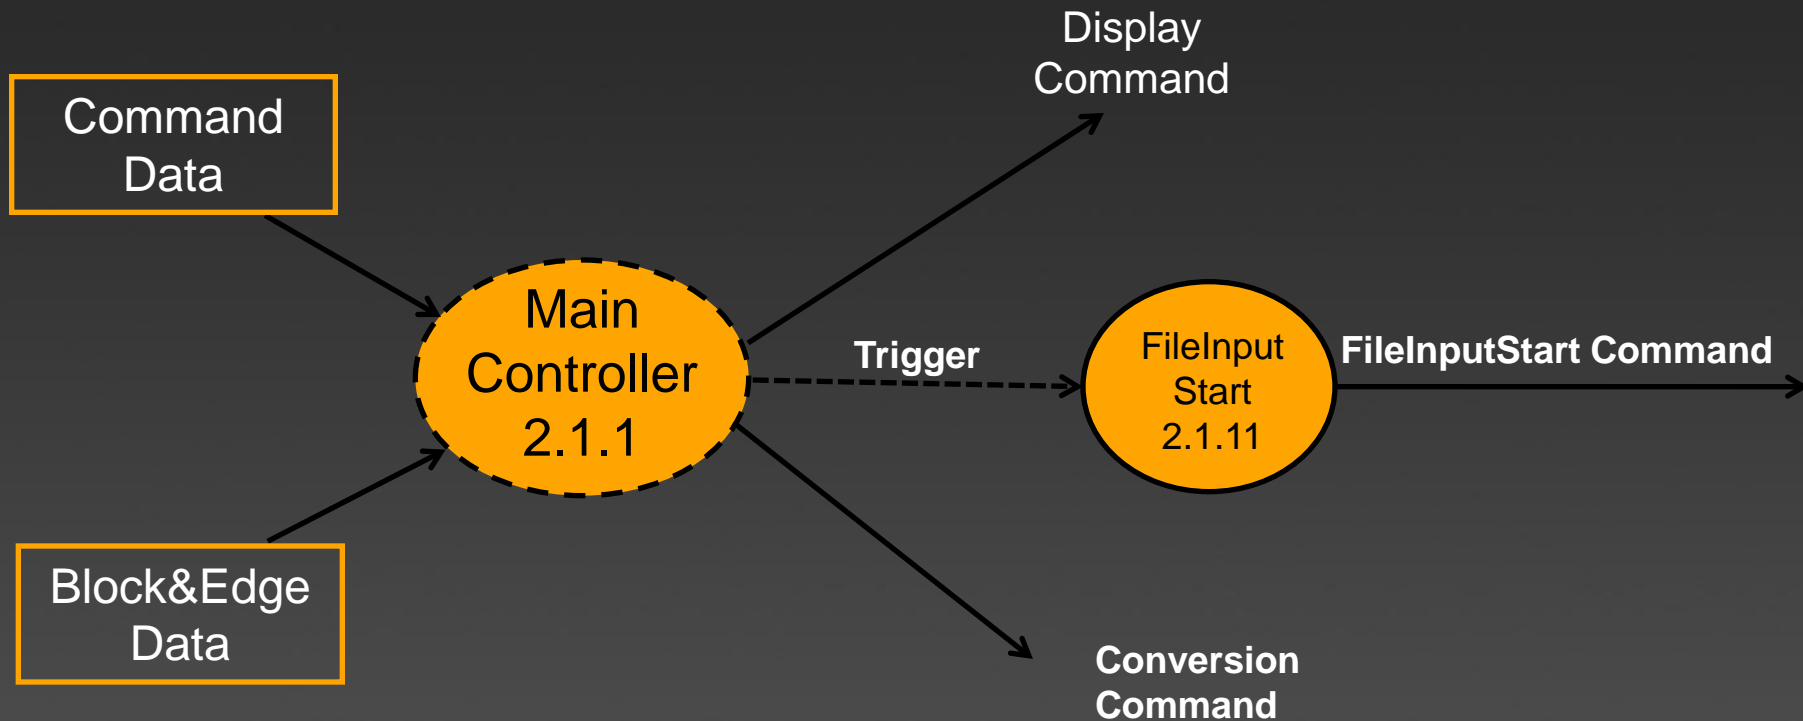 Display
Command
Command
Data
Main
Controller
2.1.1
Trigger
FileInput
Start
2.1.11
FileInputStart Command
Block&Edge
Data
Conversion
Command